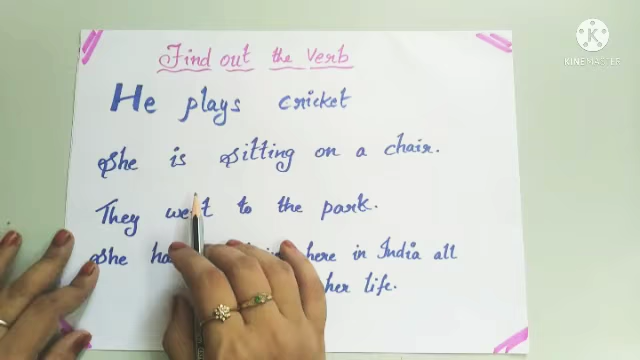 Find out the Verb
He plays cricket
She is sitting on a chair.
They went to the park.
She here in India all
her life.
K
KINEMASTER